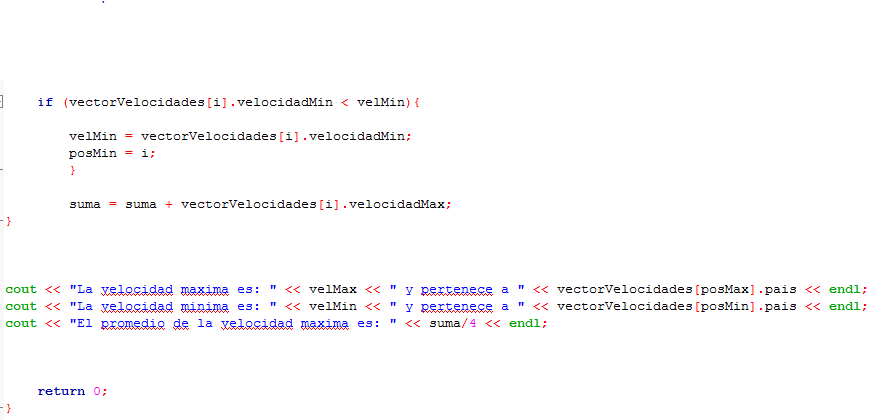 if (vectorVelocidades[i].velocidadMin < velMin){
velMin = vectorVelocidades[i].velocidadMin;
posMin = i;
}
suma = suma + vectorVelocidades[i].velocidadMax;
}
cout << "La velocidad maxima es: " << velMax << " y pertenece a " << vectorVelocidades[posMax].pais << endl;
cout << "La velocidad minima es: " << velMin << " y pertenece a " << vectorVelocidades[posMin].pais << endl;
cout << "El promedio de la velocidad maxima es: " << suma/4 << endl;
return 0;
}